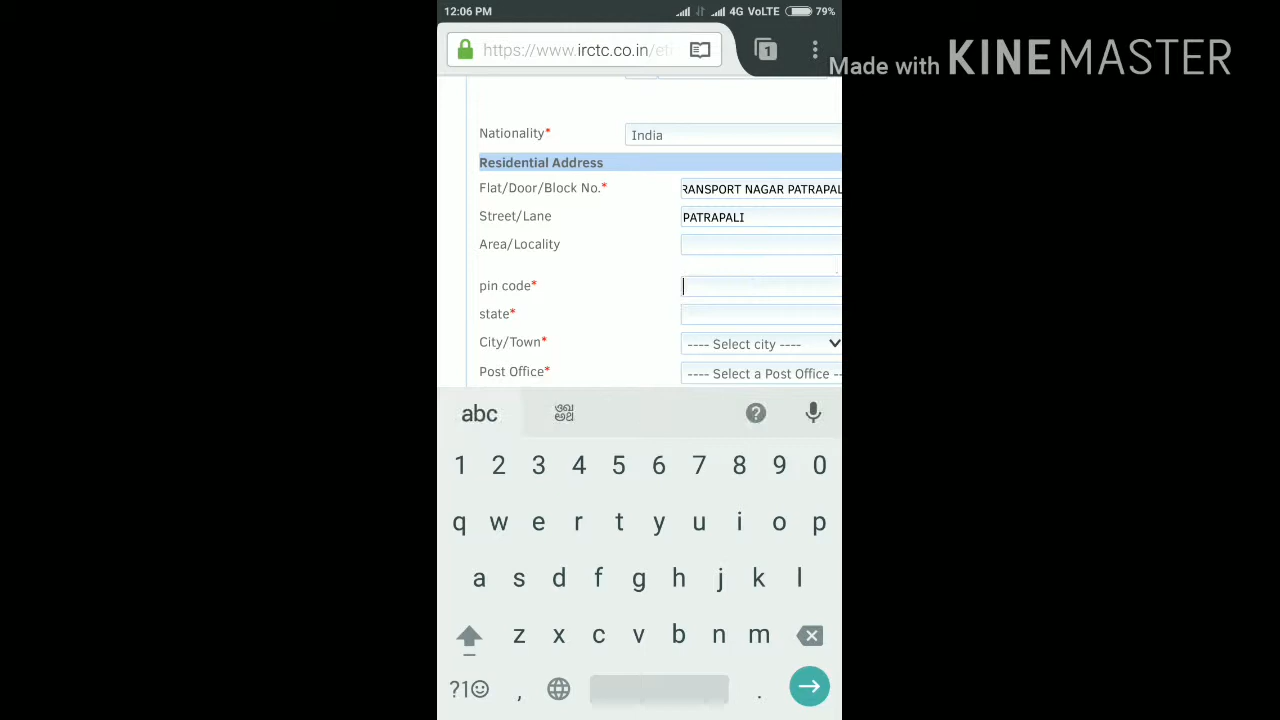 12:06 PM 4G VoLTE 79%
https://www.irctc.co.in/eti 1
Made with KINEMASTER
Nationality* India
Residential Address
Flat/Door/Block No.* RANSPORT NAGAR PATRAPAL
Street/Lane PATRAPALI
Area/Locality
pin code*
state*
City/Town* ---- Select city ----
Post Office* ---- Select a Post Office --
abc
1 2 3 4 5 6 7 8 9 0
q w e r t y u i o p
a s d f g h j k l
z x c v b n m
?1☺ , .